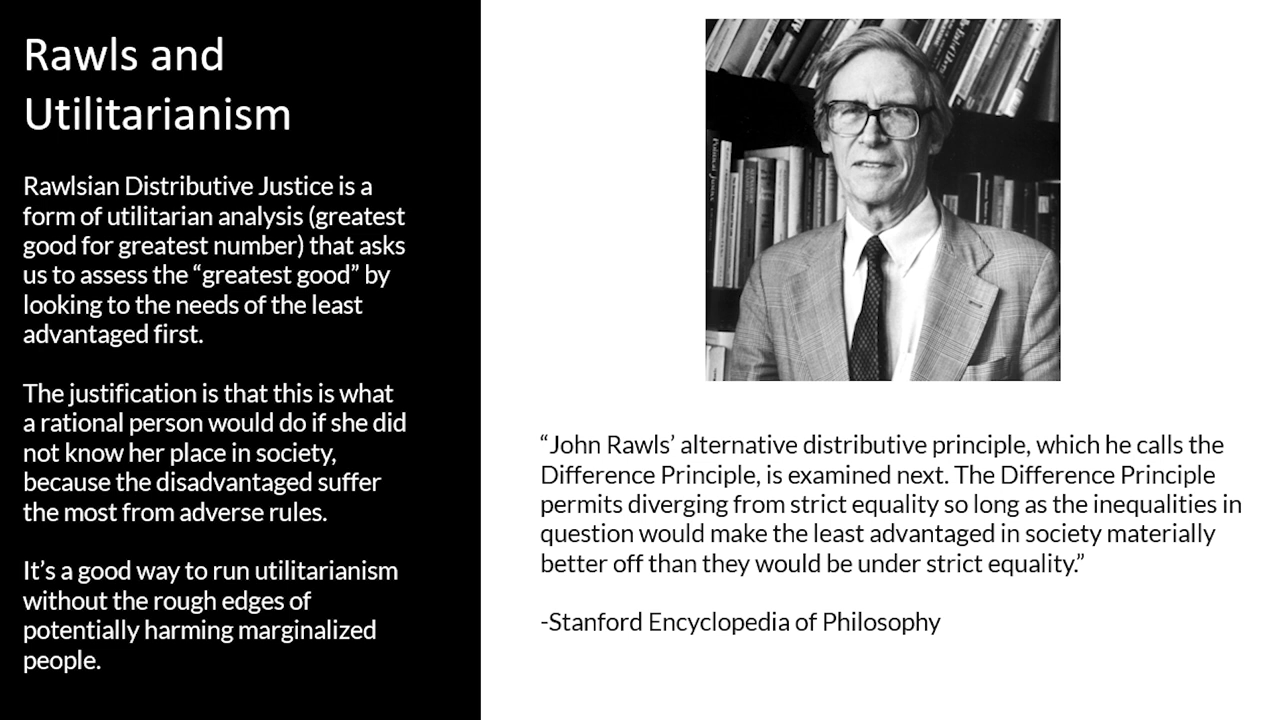 Rawls and
Utilitarianism
Rawlsian Distributive Justice is a
form of utilitarian analysis (greatest
good for greatest number) that asks
us to assess the “greatest good” by
looking to the needs of the least
advantaged first.
The justification is that this is what
a rational person would do if she did
not know her place in society,
because the disadvantaged suffer
the most from adverse rules.
It’s a good way to run utilitarianism
without the rough edges of
potentially harming marginalized
people.
“John Rawls’ alternative distributive principle, which he calls the
Difference Principle, is examined next. The Difference Principle
permits diverging from strict equality so long as the inequalities in
question would make the least advantaged in society materially
better off than they would be under strict equality.”
-Stanford Encyclopedia of Philosophy